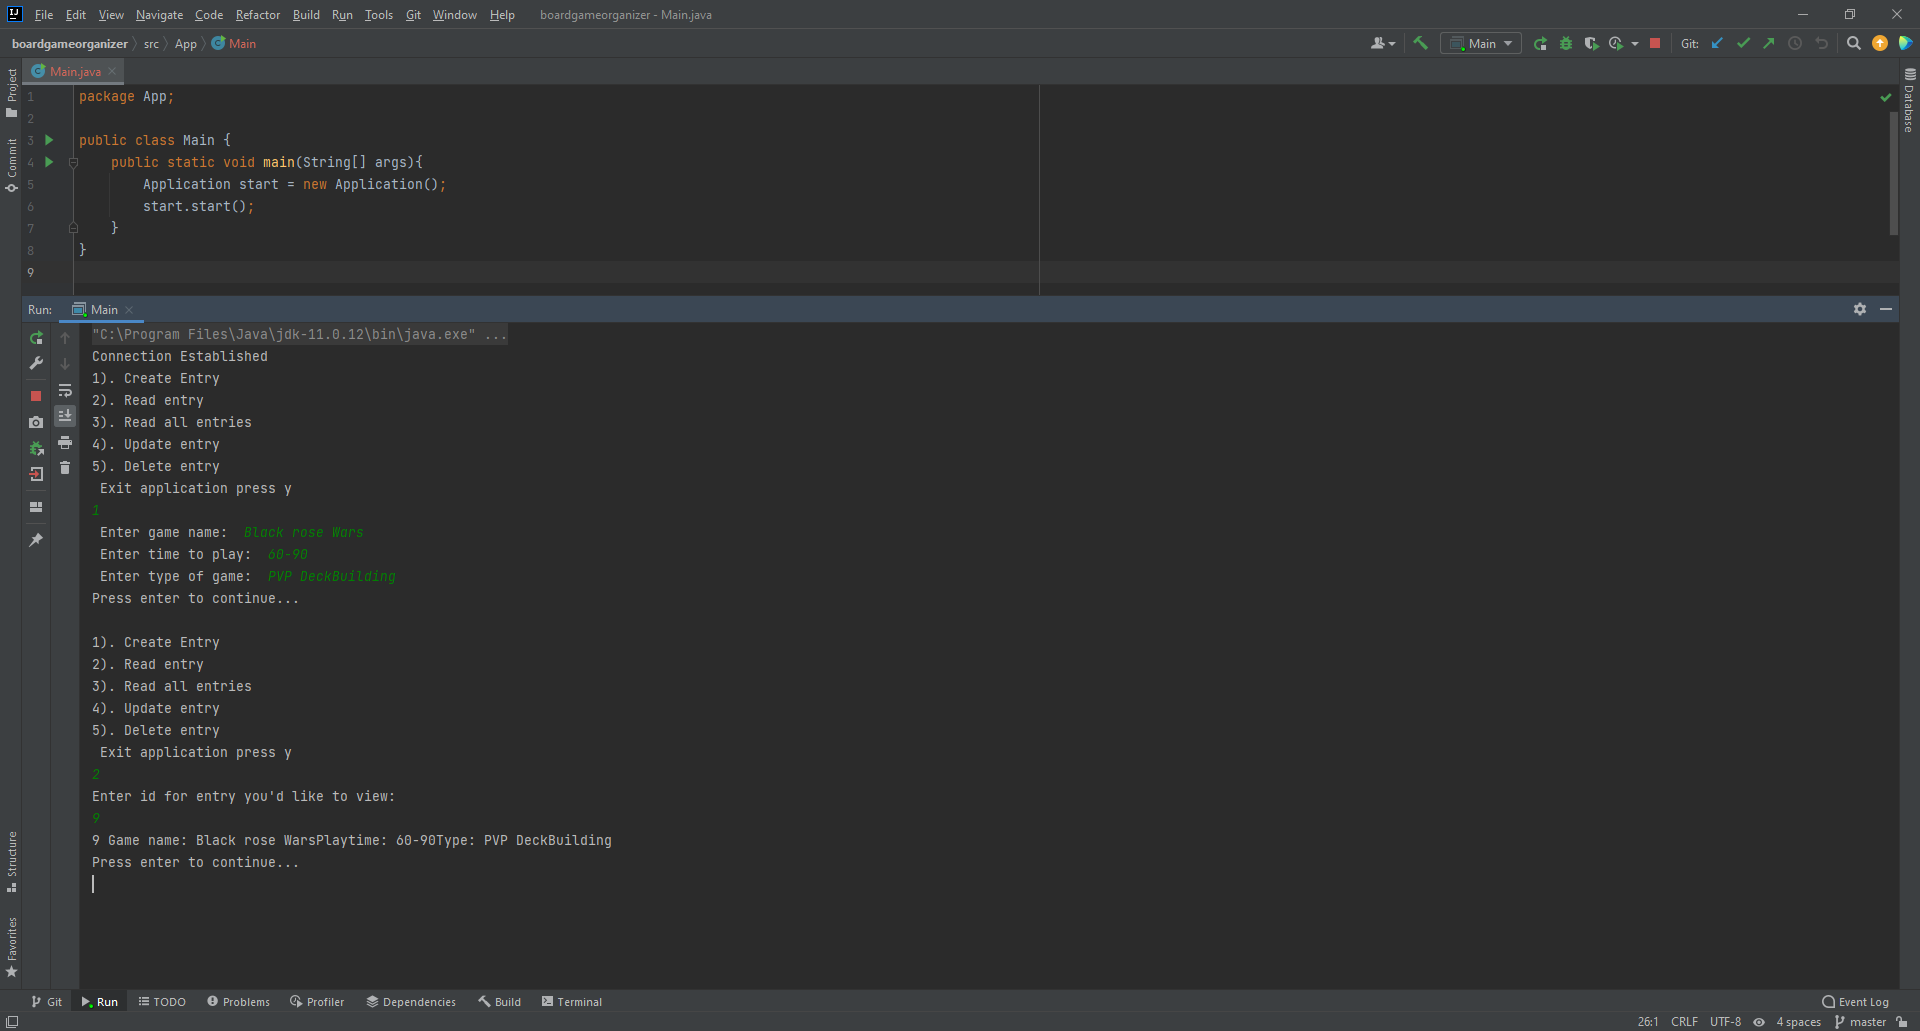 File Edit View Navigate Code Refactor Build Run Tools Git Window Help boardgameorganizer - Main.java
boardgameorganizer src App Main
Main Git:
Project
Commit
Structure
Favorites
Database
Main.java
1 package App;
2
3 public class Main {
4 public static void main(String[] args){
5 Application start = new Application();
6 start.start();
7 }
8 }
9
Run: Main
"C:\Program Files\Java\jdk-11.0.12\bin\java.exe" ...
Connection Established
1). Create Entry
2). Read entry
3). Read all entries
4). Update entry
5). Delete entry
Exit application press y
1
Enter game name: Black rose Wars
Enter time to play: 60-90
Enter type of game: PVP DeckBuilding
Press enter to continue...
1). Create Entry
2). Read entry
3). Read all entries
4). Update entry
5). Delete entry
Exit application press y
2
Enter id for entry you'd like to view:
9
9 Game name: Black rose WarsPlaytime: 60-90Type: PVP DeckBuilding
Press enter to continue...
Git Run TODO Problems Profiler Dependencies Build Terminal Event Log
26:1 CRLF UTF-8 4 spaces master